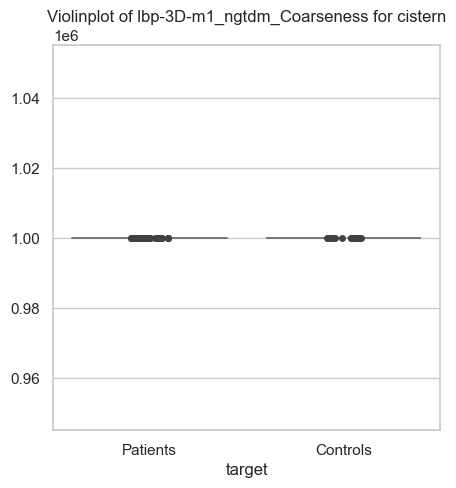 Violinplot of lbp-3D-m1_ngtdm_Coarseness for cistern
1e6
1.04
1.02
1.00
0.98
0.96
Patients
Controls
target